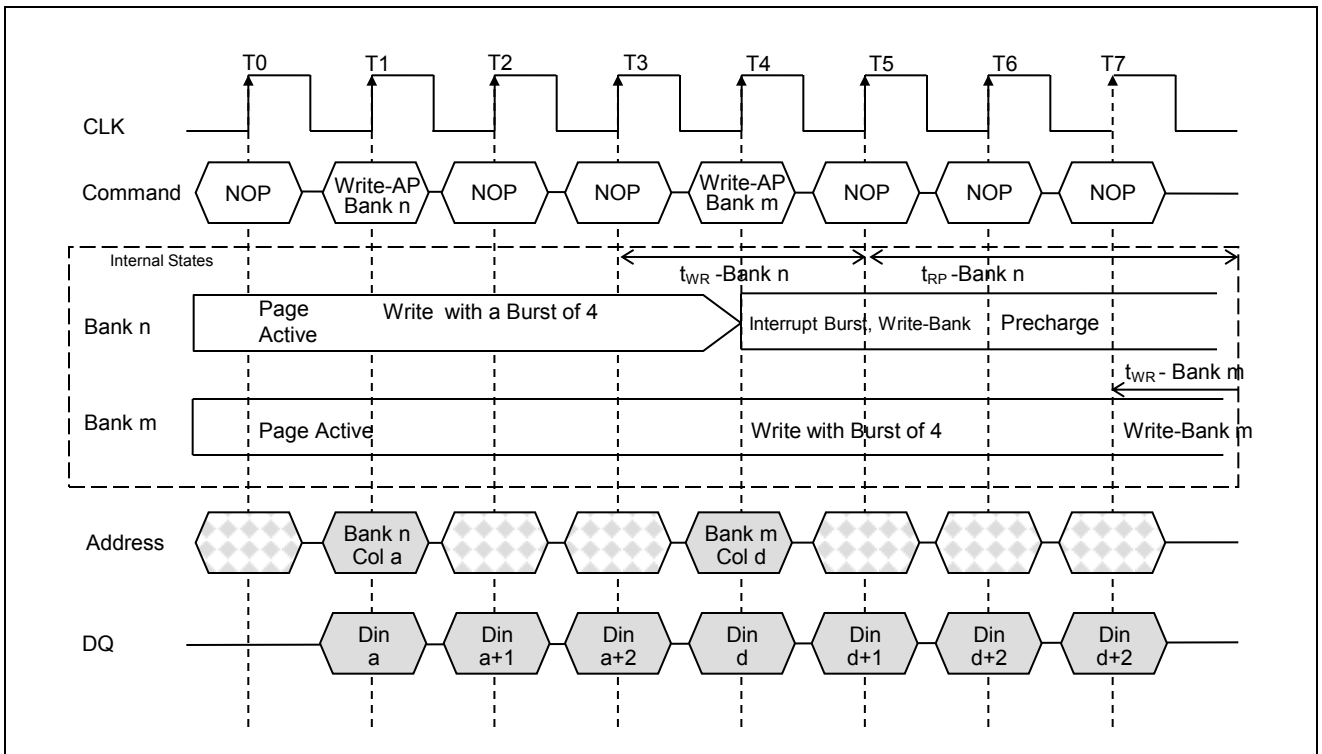 T0 T1 T2 T3 T4 T5 T6 T7
CLK
Command NOP Write-AP NOP NOP Write-AP NOP NOP NOP
Bank n Bank m
Internal States
tWR -Bank n tRP -Bank n
Bank n Page Write with a Burst of 4 Interrupt Burst, Write-Bank Precharge
Active
tWR - Bank m
Bank m Page Active Write with Burst of 4 Write-Bank m
Address Bank n Bank m
Col a Col d
DQ Din Din Din Din Din Din Din
a a+1 a+2 d d+1 d+2 d+2